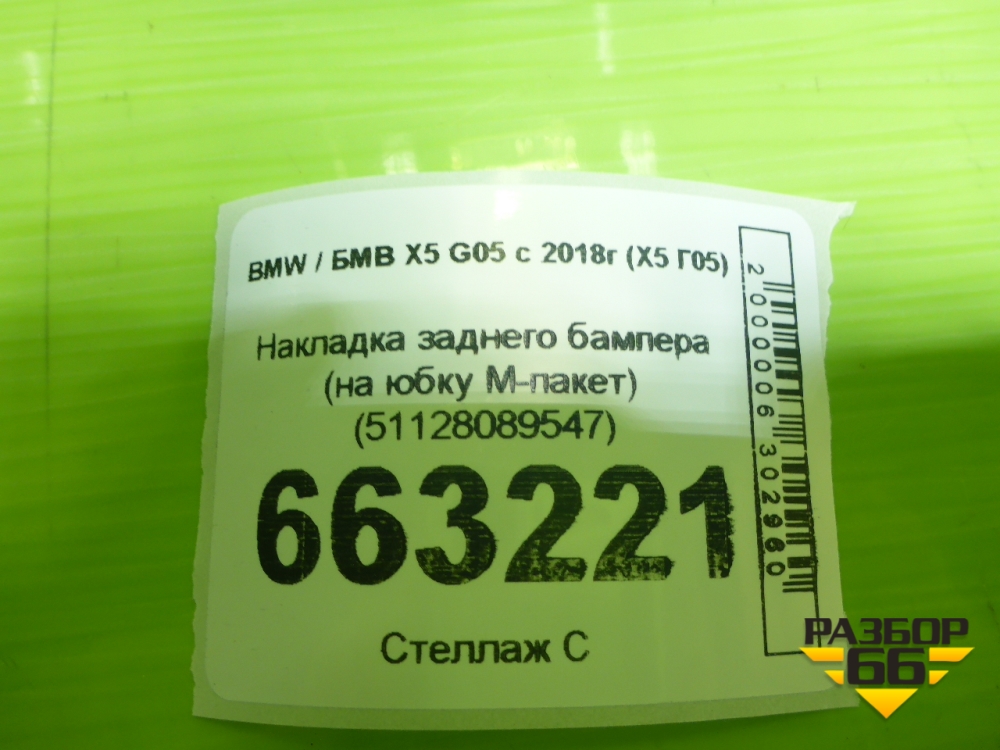 BMW / БМВ X5 G05 с 2018г (X5 Г05)
Накладка заднего бампера
(на юбку М-пакет)
(51128089547)
663221
Стеллаж С
2000006302960
РАЗБОР
66